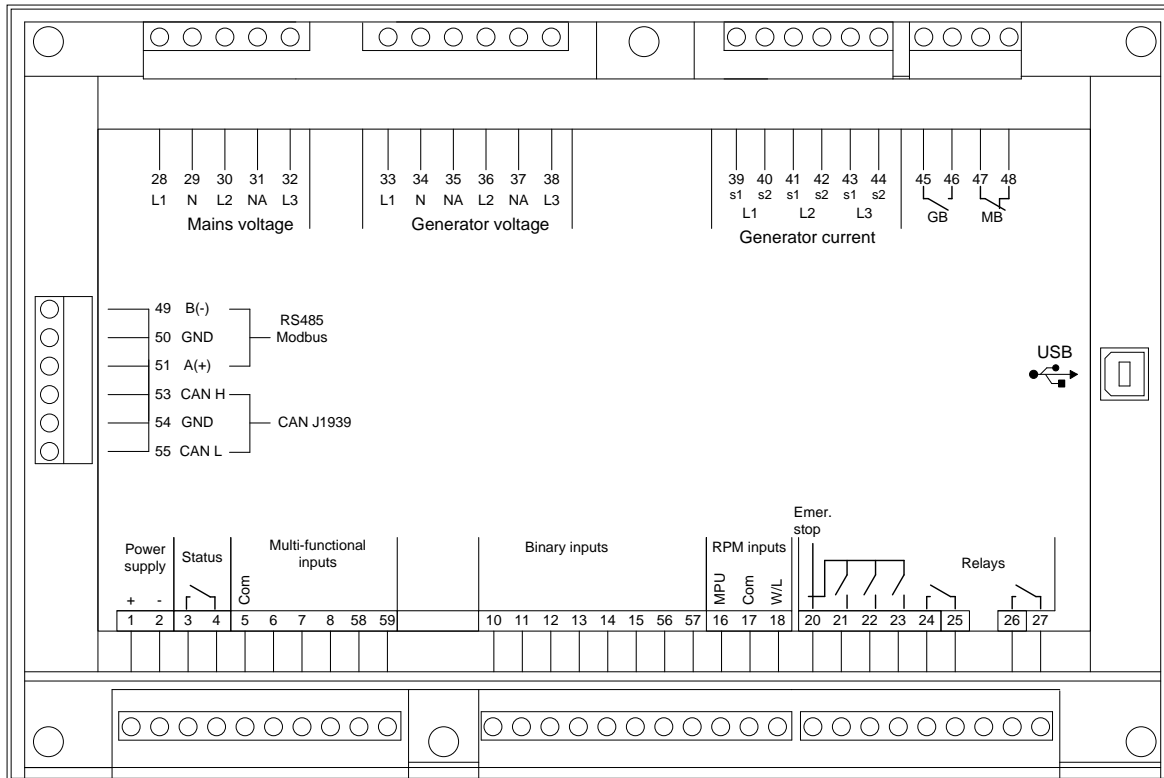 28 29 30 31 32 33 34 35 36 37 38 39 40 41 42 43 44 45 46 47 48
s1 s2 s1 s2 s1 s2
L1 N L2 NA L3 L1 N NA L2 NA L3 L1 L2 L3 GB MB
Mains voltage Generator voltage Generator current
49 B(-)
50 GND
51 A(+)
RS485
Modbus
53 CAN H
54 GND
55 CAN L
CAN J1939
USB
Power
supply
Status
Multi-functional
inputs
Binary inputs
RPM inputs
Emer.
stop
Relays
+ - Com MPU Com W/L
1 2 3 4 5 6 7 8 58 59 10 11 12 13 14 15 56 57 16 17 18 20 21 22 23 24 25 26 27